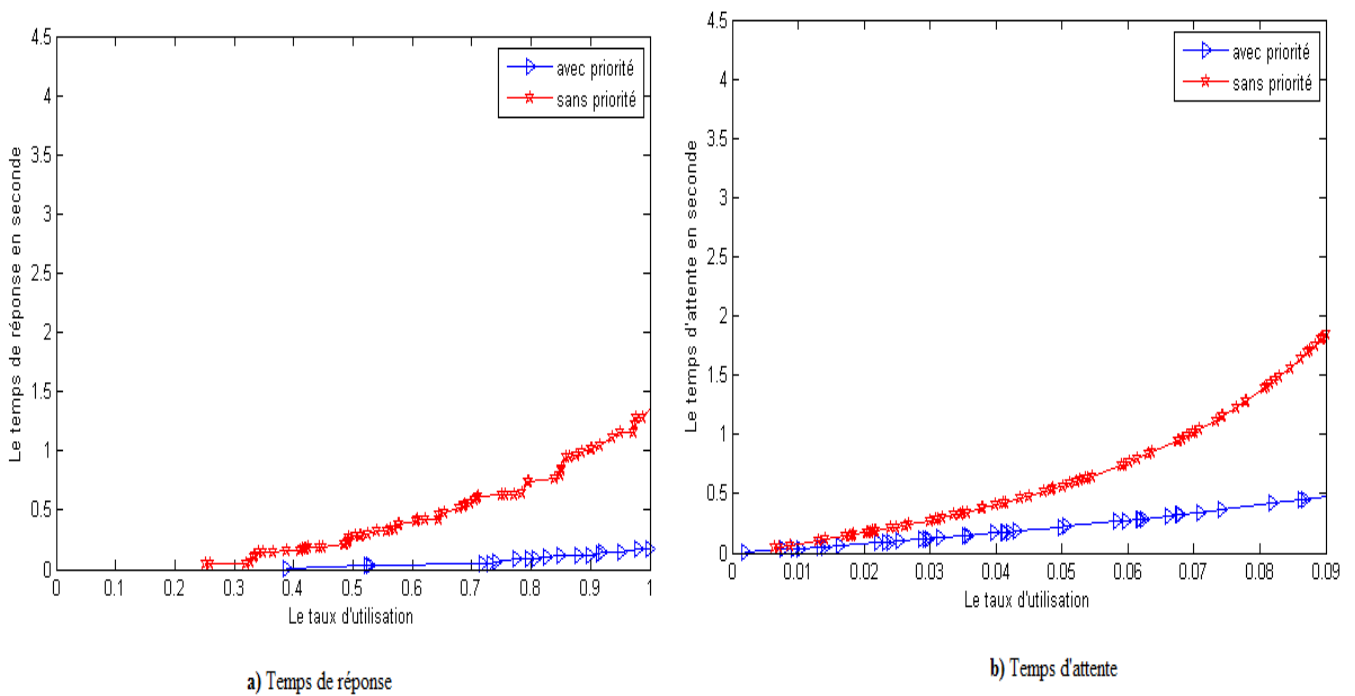 4.5
4
3.5
3
2.5
2
1.5
1
0.5
0
Le temps de réponse en seconde
avec priorité
sans priorité
0 0.1 0.2 0.3 0.4 0.5 0.6 0.7 0.8 0.9 1
Le taux d'utilisation
a) Temps de réponse
4.5
4
3.5
3
2.5
2
1.5
1
0.5
0
Le temps d'attente en seconde
avec priorité
sans priorité
0 0.01 0.02 0.03 0.04 0.05 0.06 0.07 0.08 0.09
Le taux d'utilisation
b) Temps d'attente